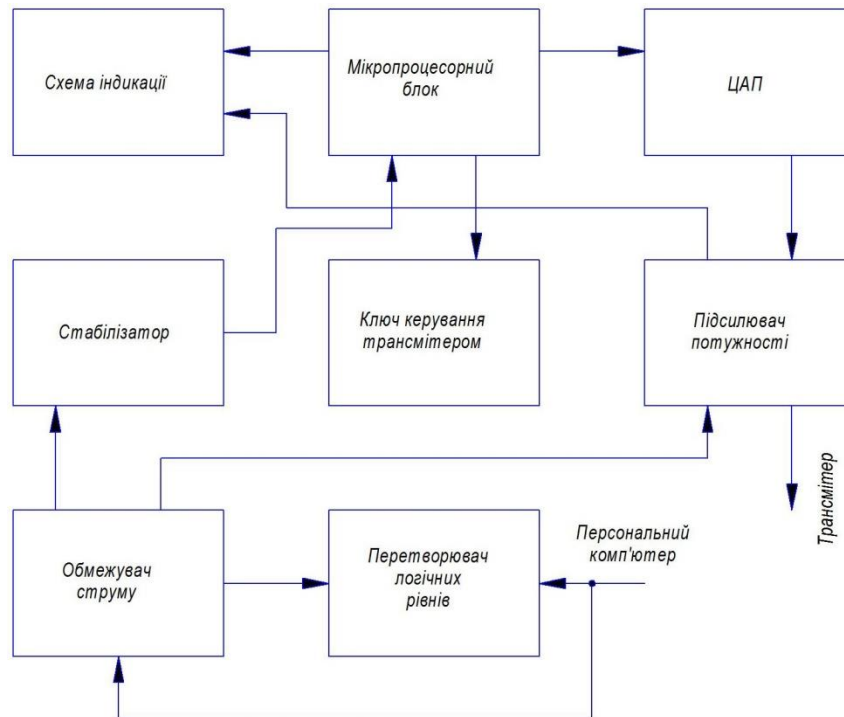 Схема індикації
Мікропроцесорний
блок
ЦАП
Стабілізатор
Ключ керування
трансмітером
Підсилювач
потужності
Обмежувач
струму
Перетворювач
логічних
рівнів
Персональний
комп'ютер
Трансмітер